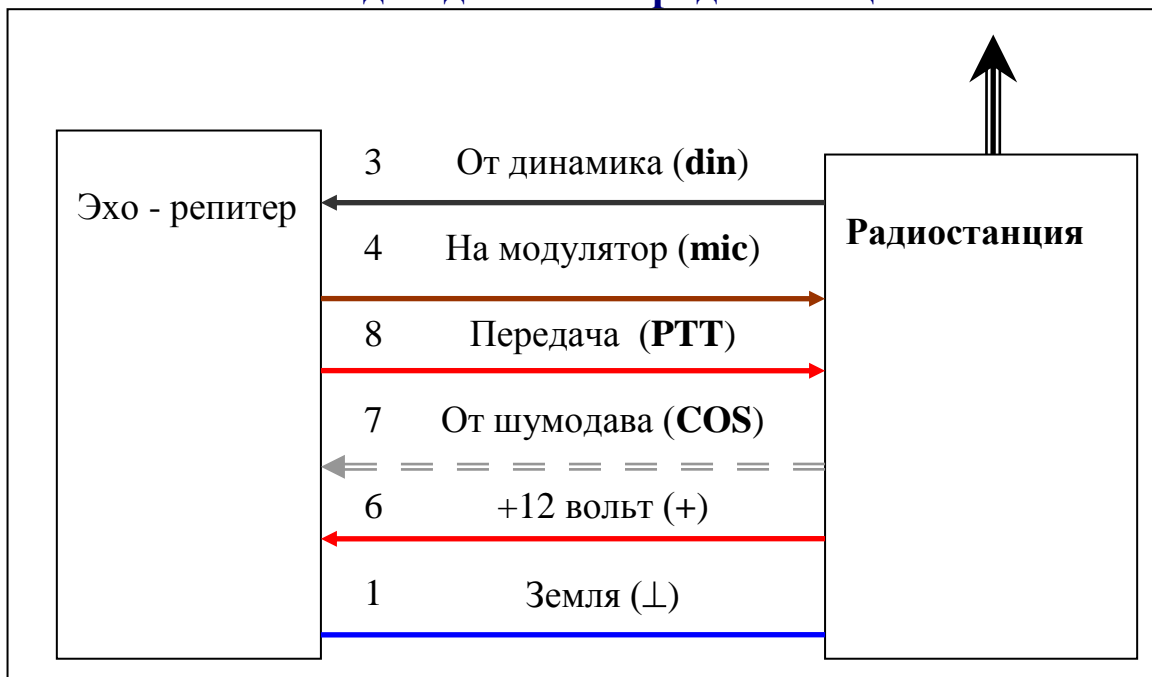 Эхо - репитер
3 От динамика (din)
4 На модулятор (mic)
8 Передача (PTT)
7 От шумодава (COS)
6 +12 вольт (+)
1 Земля (⊥)
Радиостанция